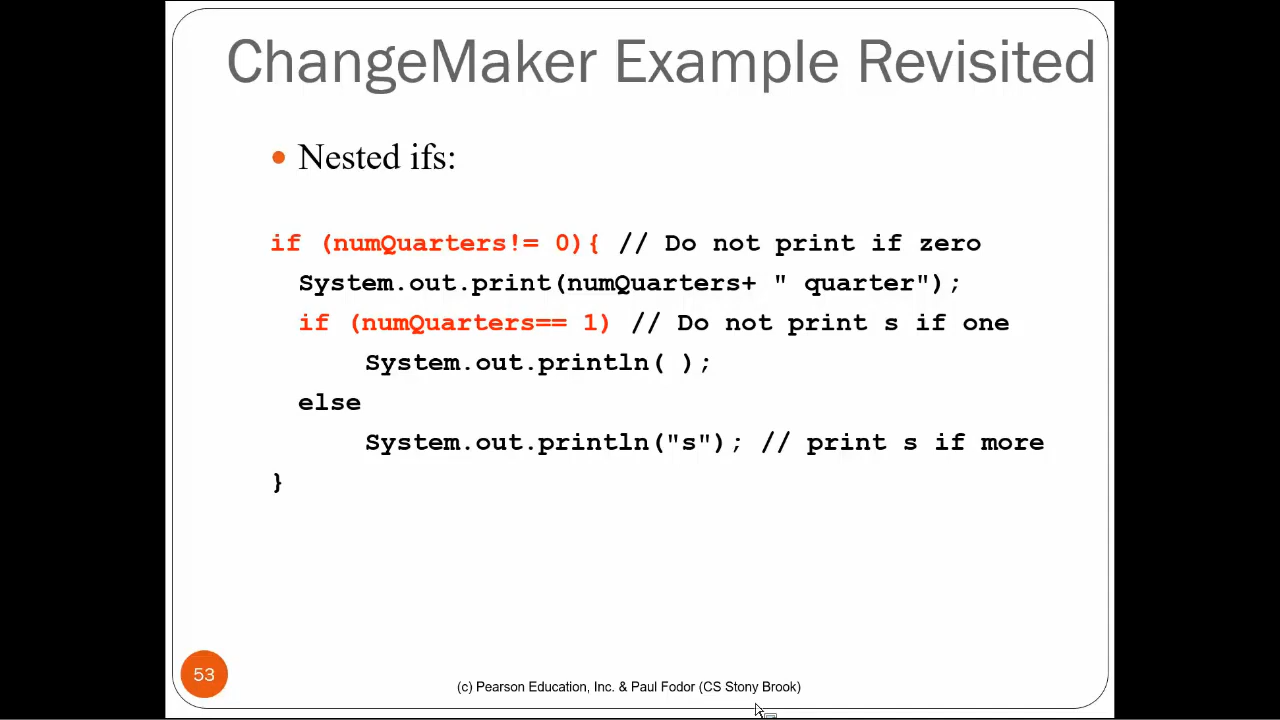 ChangeMaker Example Revisited
• Nested ifs:
if (numQuarters!= 0){ // Do not print if zero
System.out.print(numQuarters+ " quarter");
if (numQuarters== 1) // Do not print s if one
System.out.println( );
else
System.out.println("s"); // print s if more
}
53
(c) Pearson Education, Inc. & Paul Fodor (CS Stony Brook)